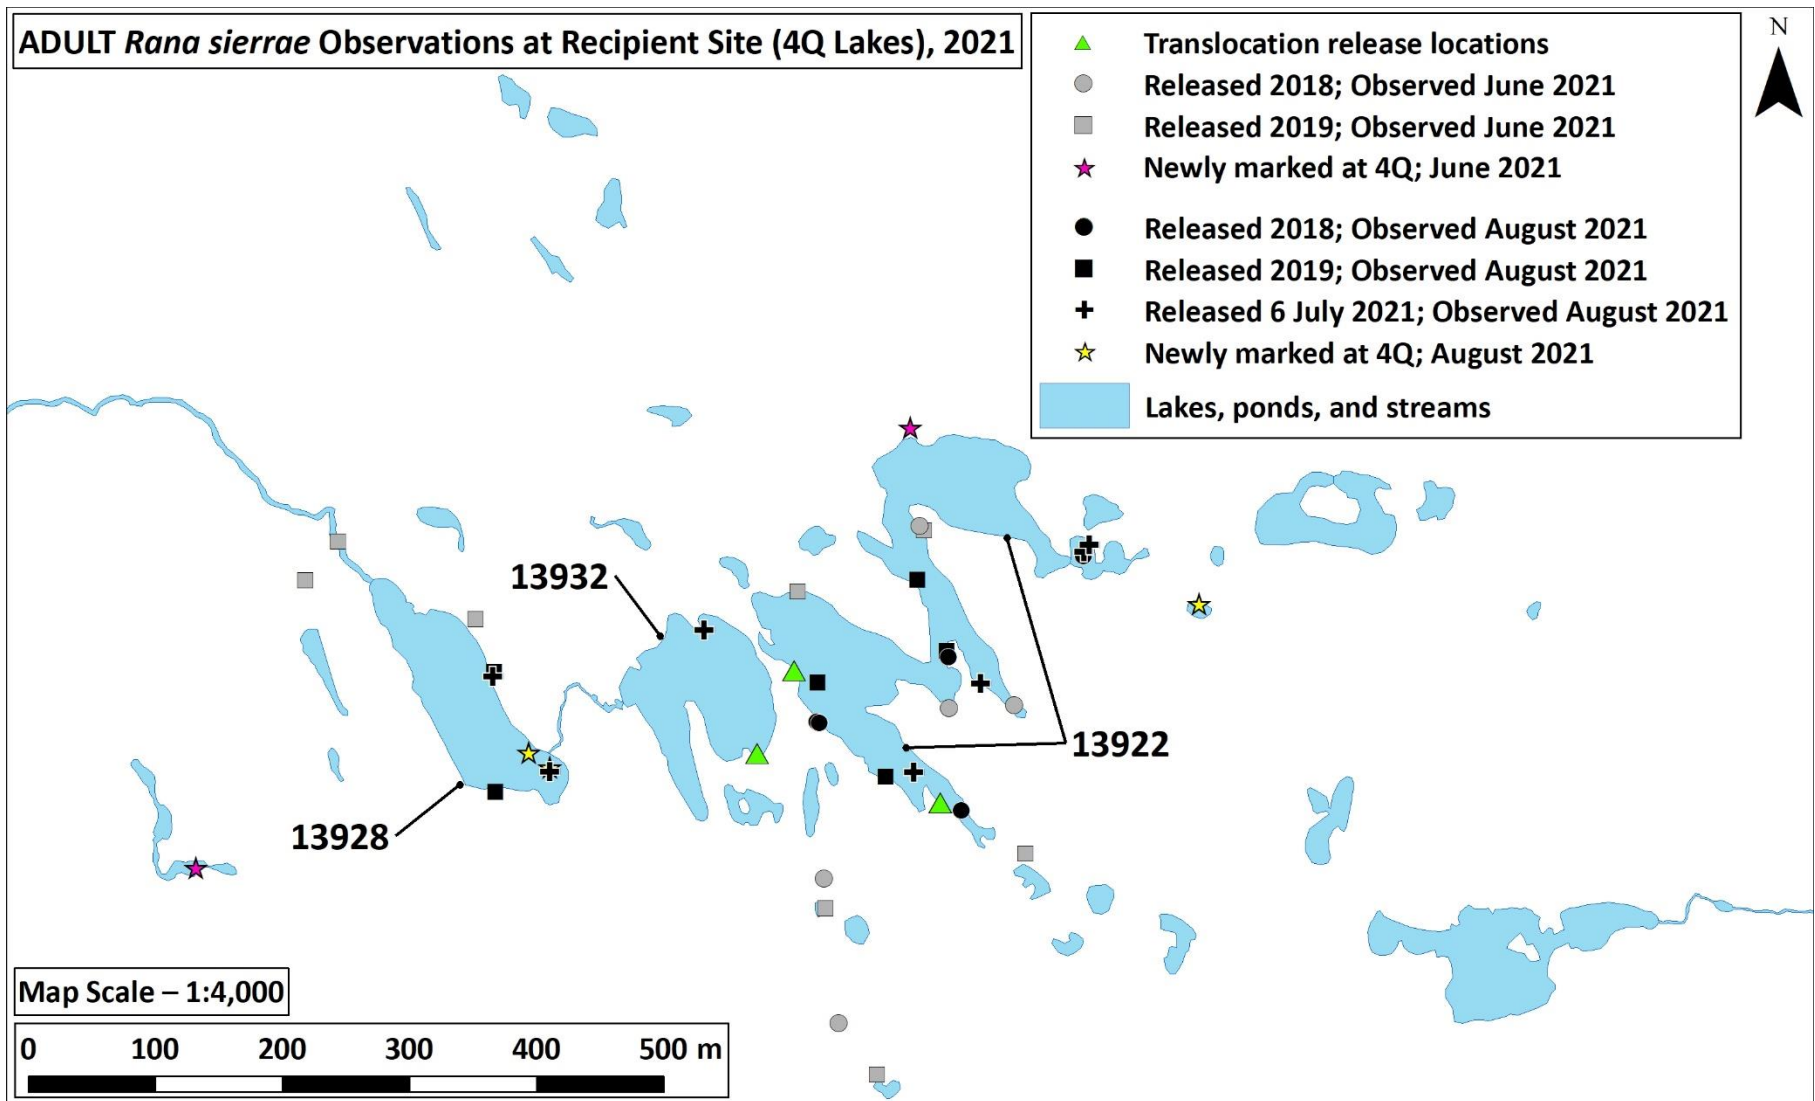 ADULT Rana sierrae Observations at Recipient Site (4Q Lakes), 2021
Translocation release locations
Released 2018; Observed June 2021
Released 2019; Observed June 2021
Newly marked at 4Q; June 2021
Released 2018; Observed August 2021
Released 2019; Observed August 2021
Released 6 July 2021; Observed August 2021
Newly marked at 4Q; August 2021
Lakes, ponds, and streams
N
13932
13922
13928
Map Scale – 1:4,000
0 100 200 300 400 500 m